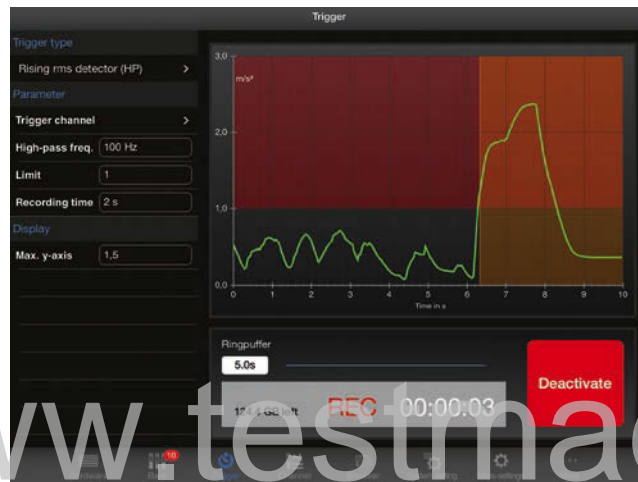 Trigger
Trigger type
Rising rms detector (HP)
Parameter
Trigger channel
High-pass freq. 100 Hz
Limit 1
Recording time 2 s
Display
Max. y-axis 1,5
3,0
m/s²
2,0
1,0
0,0
0 1 2 3 4 5 6 7 8 9 10
Time in s
Ringpuffer
5.0s
REC 00:00:03
Deactivate
www.testmac